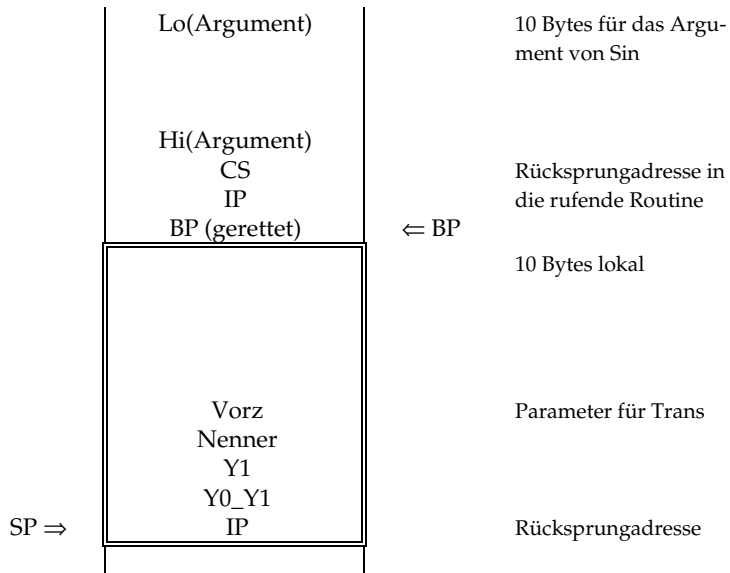 Lo(Argument) 10 Bytes für das Argu-
ment von Sin
Hi(Argument)
CS Rücksprungadresse in
IP die rufende Routine
BP (gerettet) ⇐ BP
10 Bytes lokal
Vorz Parameter für Trans
Nenner
Y1
Y0_Y1
SP ⇒ IP Rücksprungadresse